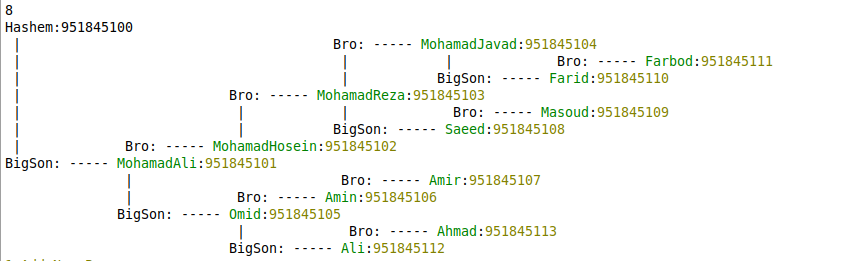 8
Hashem:951845100
| Bro: ----- MohamadJavad:951845104
| | | Bro: ----- Farbod:951845111
| | BigSon: ----- Farid:951845110
| Bro: ----- MohamadReza:951845103
| | | Bro: ----- Masoud:951845109
| | BigSon: ----- Saeed:951845108
| Bro: ----- MohamadHosein:951845102
BigSon: ----- MohamadAli:951845101
| Bro: ----- Amir:951845107
| Bro: ----- Amin:951845106
BigSon: ----- Omid:951845105
| Bro: ----- Ahmad:951845113
BigSon: ----- Ali:951845112